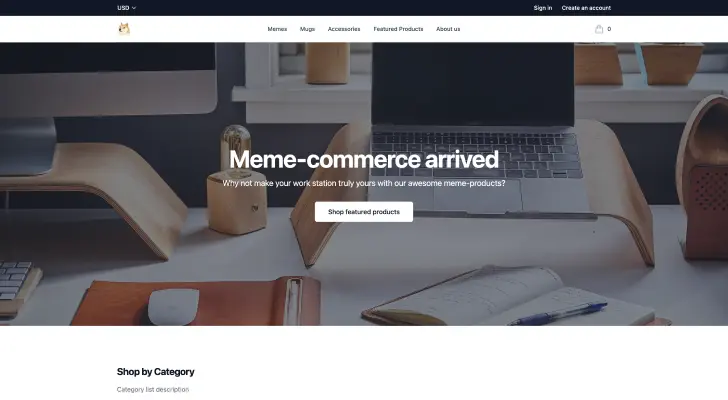 USD
Sign in Create an account
Memes Mugs Accessories Featured Products About us
0
Meme-commerce arrived
Why not make your work station truly yours with our awesome meme-products?
Shop featured products
Shop by Category
Category list description